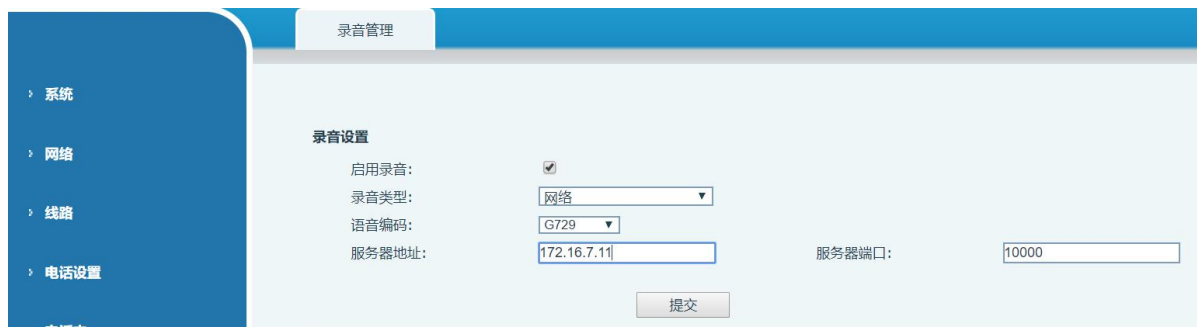 录音管理
系统
网络
线路
电话设置
录音设置
启用录音:
录音类型: 网络
语音编码: G729
服务器地址: 172.16.7.11 服务器端口: 10000
提交